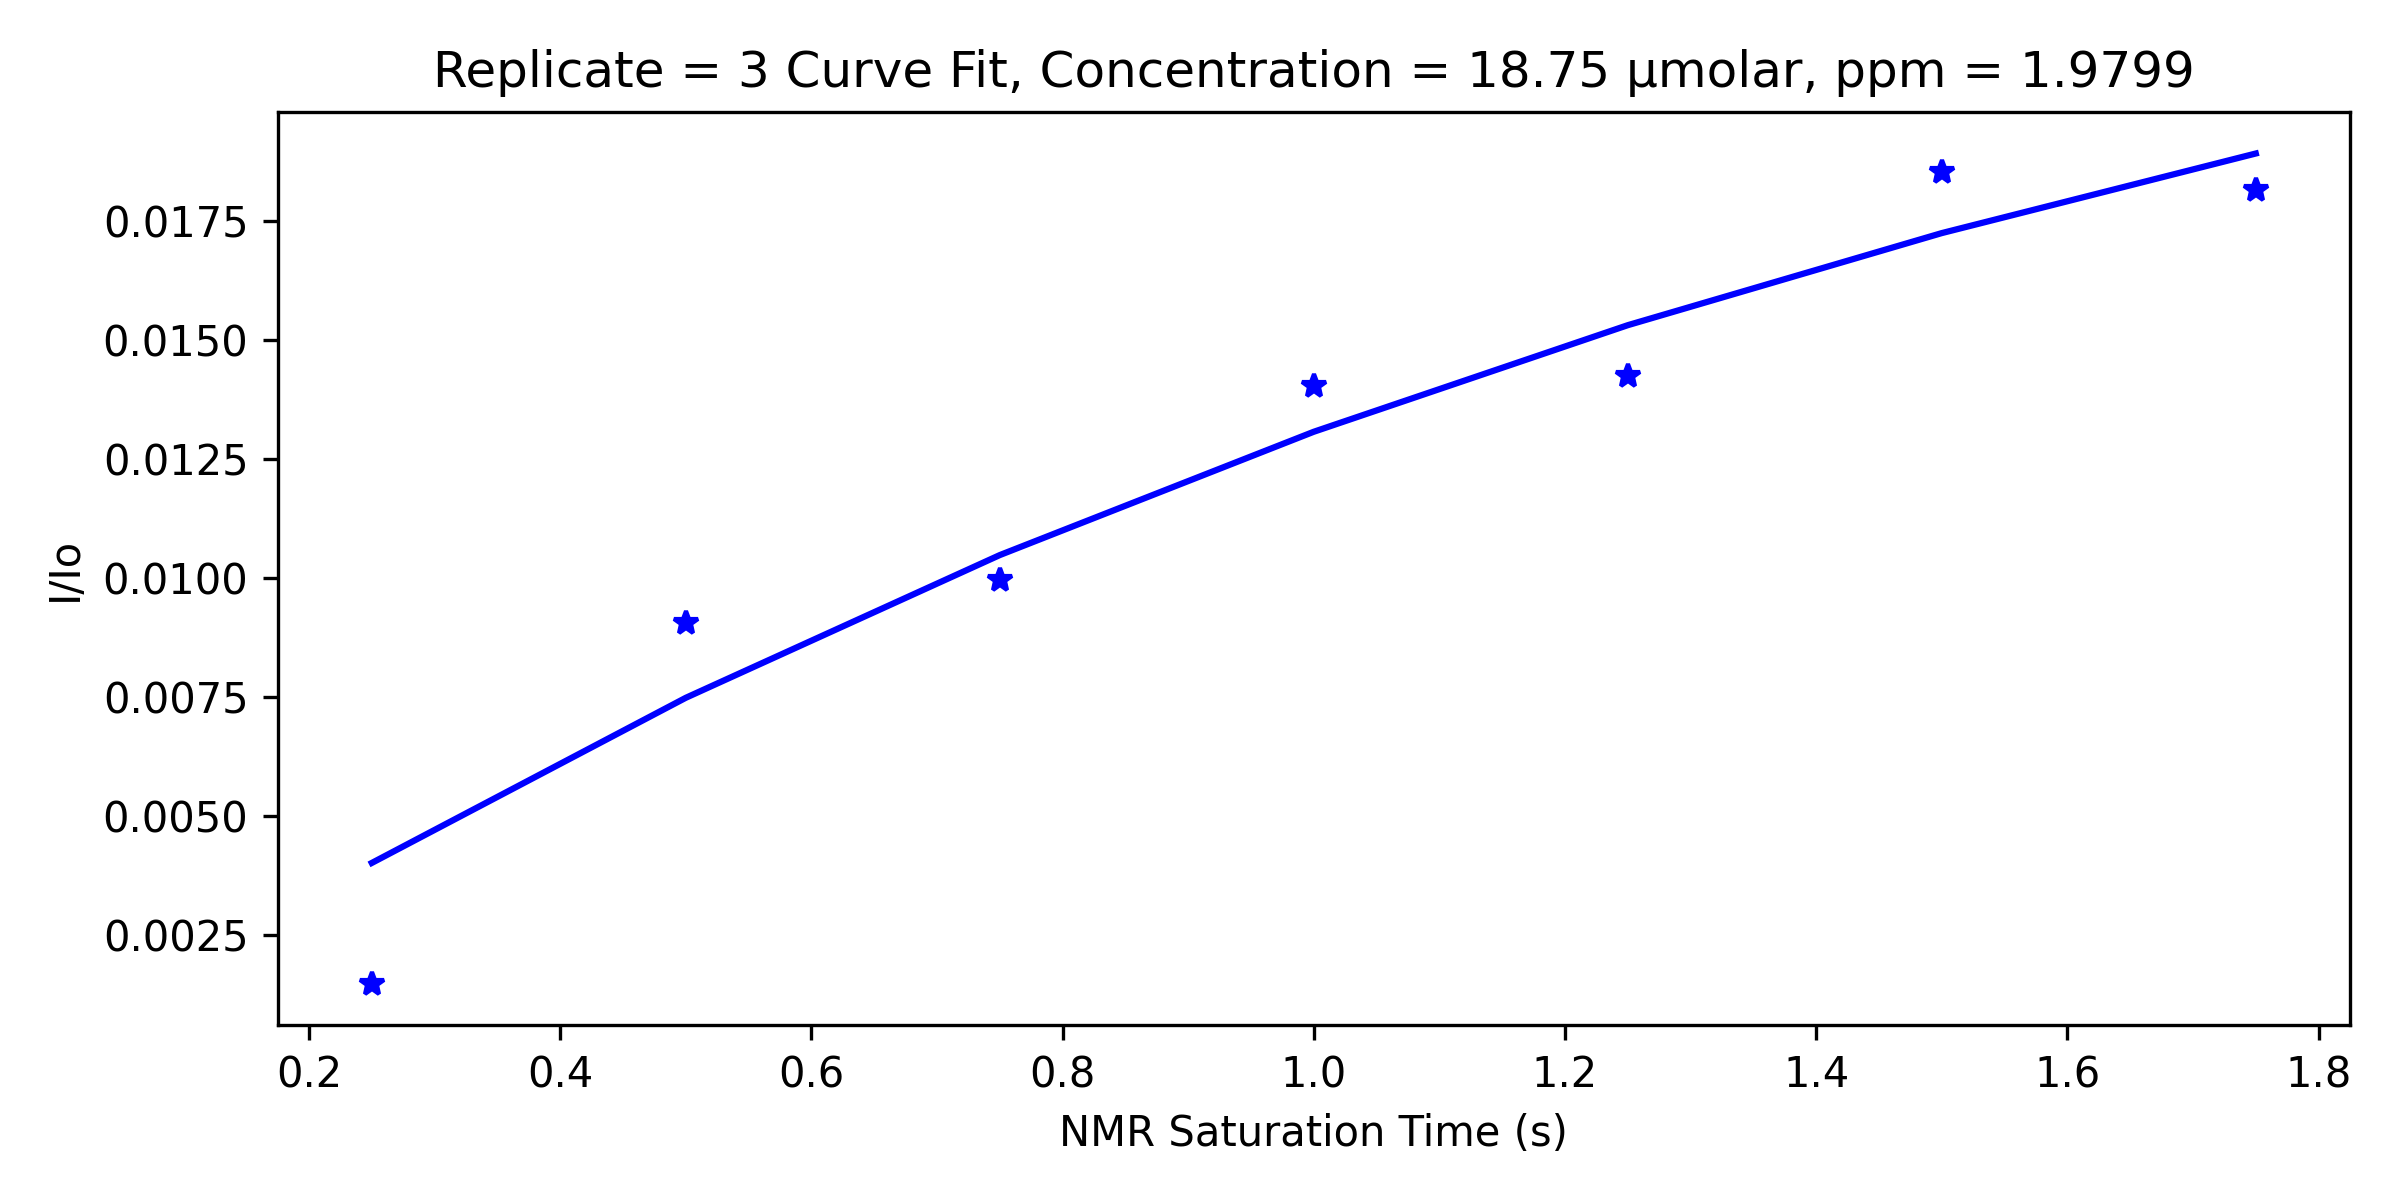 Replicate = 3 Curve Fit, Concentration = 18.75 μmolar, ppm = 1.9799
0.0175
0.0150
0.0125
0.0100
0.0075
0.0050
0.0025
I/Io
0.2 0.4 0.6 0.8 1.0 1.2 1.4 1.6 1.8
NMR Saturation Time (s)